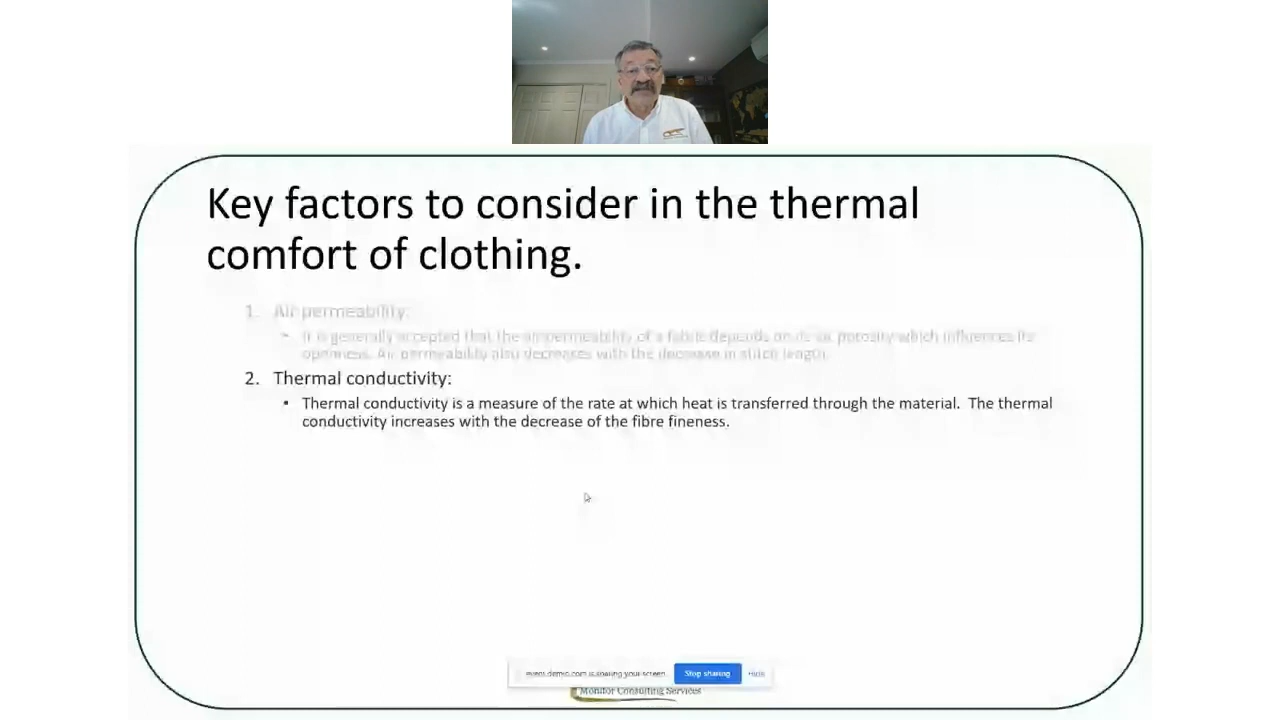 Key factors to consider in the thermal
comfort of clothing.
1. Air permeability:
• It is generally accepted that the air permeability of a fabric depends on its air porosity which influences its
openness. Air permeability also decreases with the decrease in stitch length.
2. Thermal conductivity:
• Thermal conductivity is a measure of the rate at which heat is transferred through the material. The thermal
conductivity increases with the decrease of the fibre fineness.
event.demio.com is sharing your screen.
Stop sharing
Hide
Monitor Consulting Services